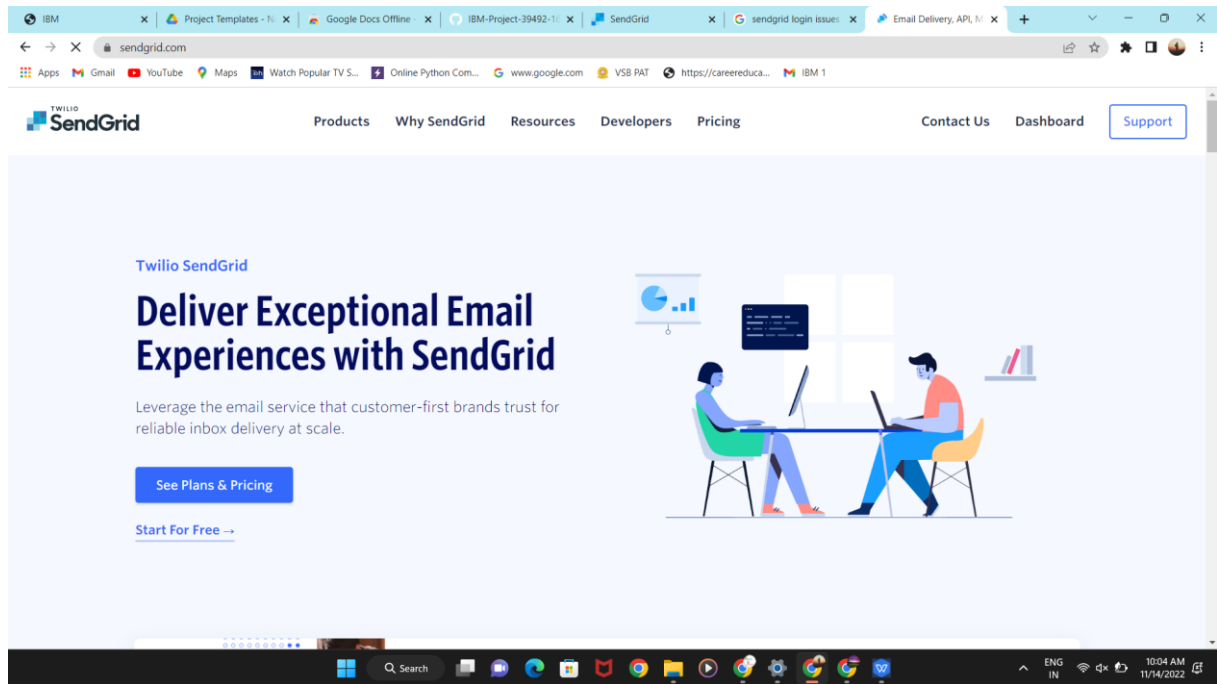 IBM
Project Templates - N
Google Docs Offline -
IBM-Project-39492-16
SendGrid
sendgrid login issues
Email Delivery, API, M
sendgrid.com
Apps
Gmail
YouTube
Maps
Watch Popular TV S...
Online Python Com...
www.google.com
VSB PAT
https://careereduca...
IBM 1
TWILIO
SendGrid
Products
Why SendGrid
Resources
Developers
Pricing
Contact Us
Dashboard
Support
Twilio SendGrid
Deliver Exceptional Email
Experiences with SendGrid
Leverage the email service that customer-first brands trust for
reliable inbox delivery at scale.
See Plans & Pricing
Start For Free →
Search
ENG
IN
10:04 AM
11/14/2022